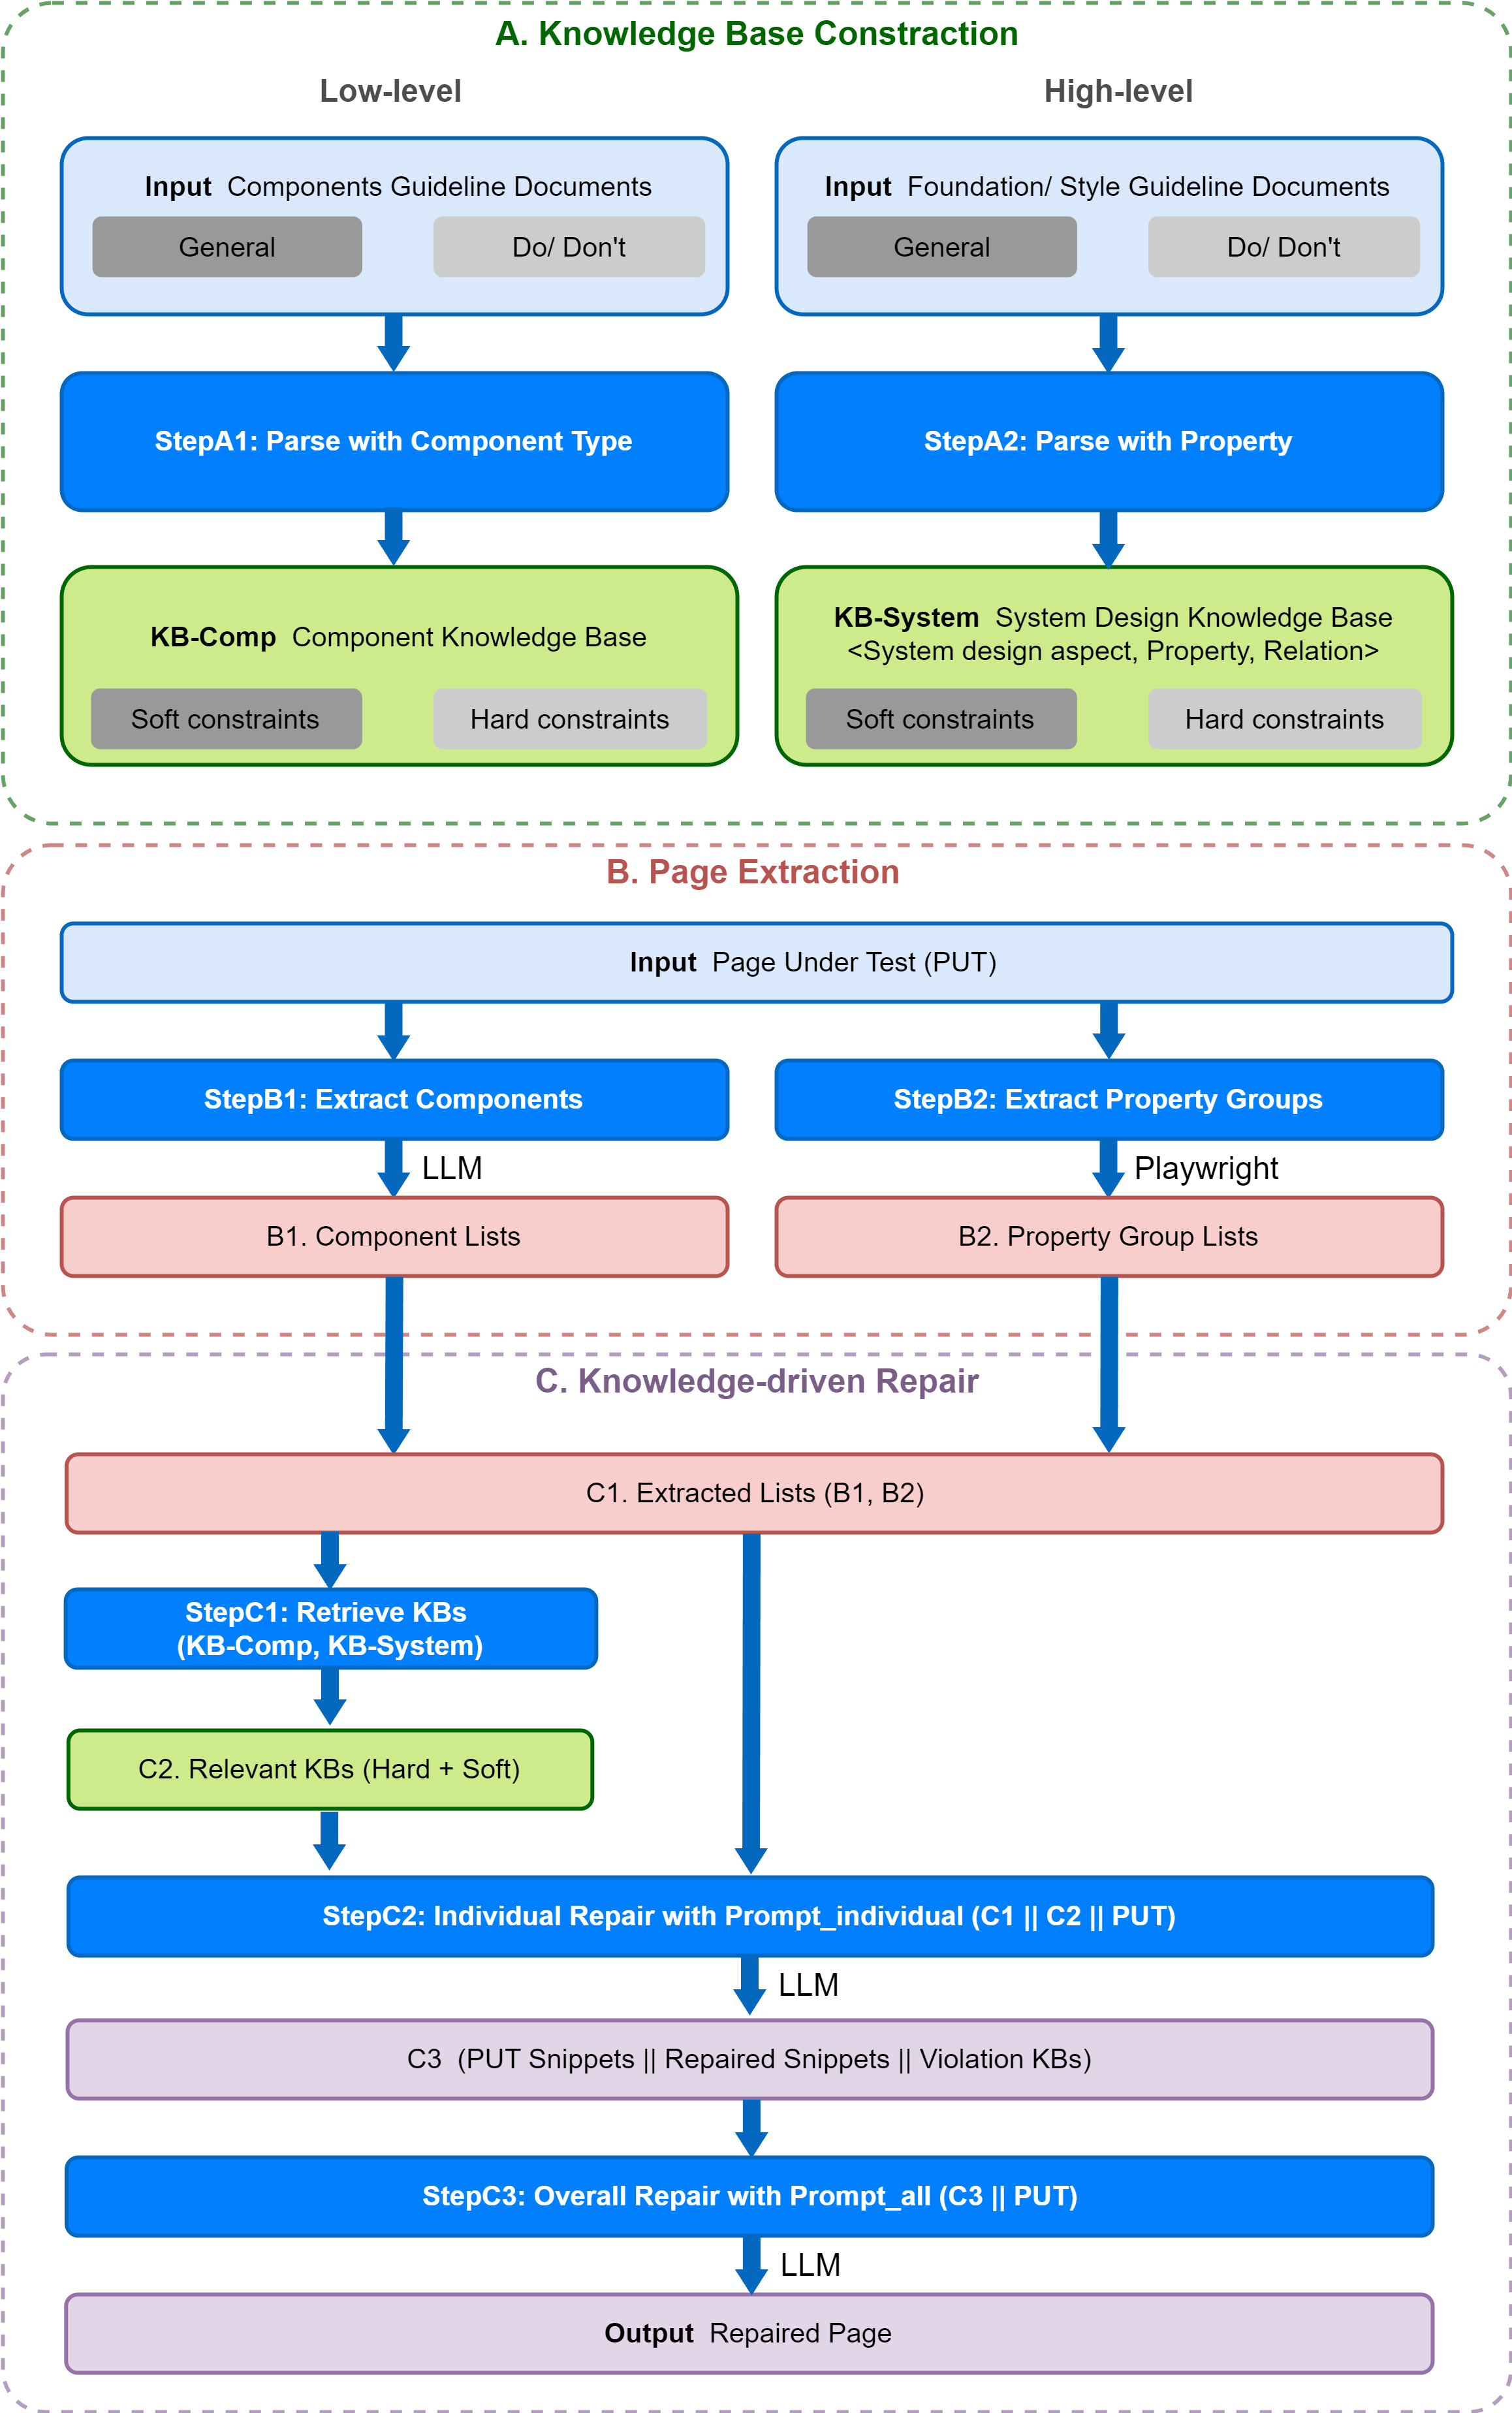 A. Knowledge Base Constraction
Low-level
High-level
Input  Components Guideline Documents
General
Do/ Don't
Input  Foundation/ Style Guideline Documents
General
Do/ Don't
StepA1: Parse with Component Type
StepA2: Parse with Property
KB-Comp  Component Knowledge Base
Soft constraints
Hard constraints
KB-System  System Design Knowledge Base
<System design aspect, Property, Relation>
Soft constraints
Hard constraints
B. Page Extraction
Input  Page Under Test (PUT)
StepB1: Extract Components
StepB2: Extract Property Groups
LLM
Playwright
B1. Component Lists
B2. Property Group Lists
C. Knowledge-driven Repair
C1. Extracted Lists (B1, B2)
StepC1: Retrieve KBs
(KB-Comp, KB-System)
C2. Relevant KBs (Hard + Soft)
StepC2: Individual Repair with Prompt_individual (C1 || C2 || PUT)
LLM
C3  (PUT Snippets || Repaired Snippets || Violation KBs)
StepC3: Overall Repair with Prompt_all (C3 || PUT)
LLM
Output  Repaired Page